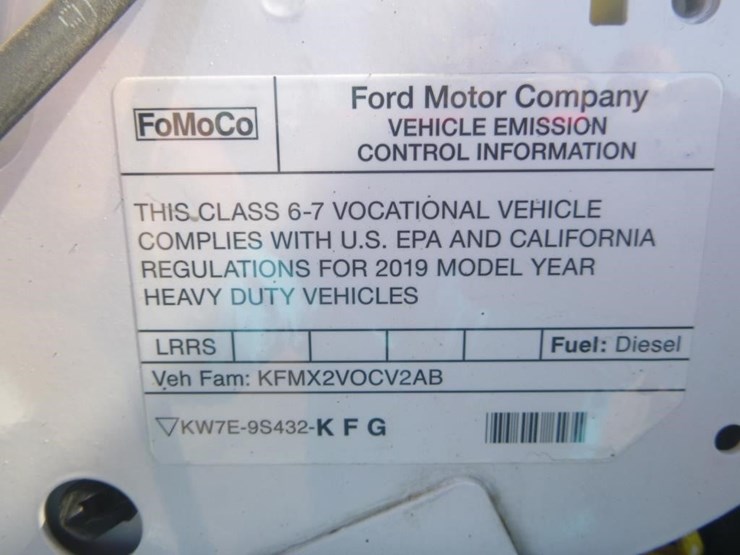 FoMoCo
Ford Motor Company
VEHICLE EMISSION
CONTROL INFORMATION
THIS CLASS 6-7 VOCATIONAL VEHICLE
COMPLIES WITH U.S. EPA AND CALIFORNIA
REGULATIONS FOR 2019 MODEL YEAR
HEAVY DUTY VEHICLES
LRRS Fuel: Diesel
Veh Fam: KFMX2VOCV2AB
▽KW7E-9S432-K F G